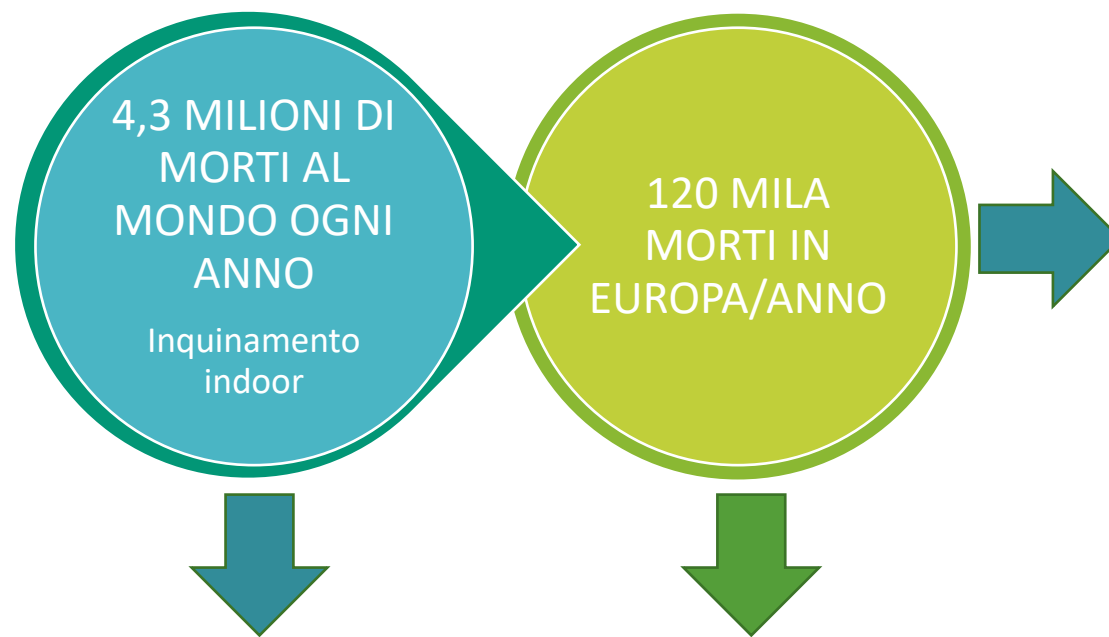 4,3 MILIONI DI
MORTI AL
MONDO OGNI
ANNO
Inquinamento
indoor
120 MILA
MORTI IN
EUROPA/ANNO